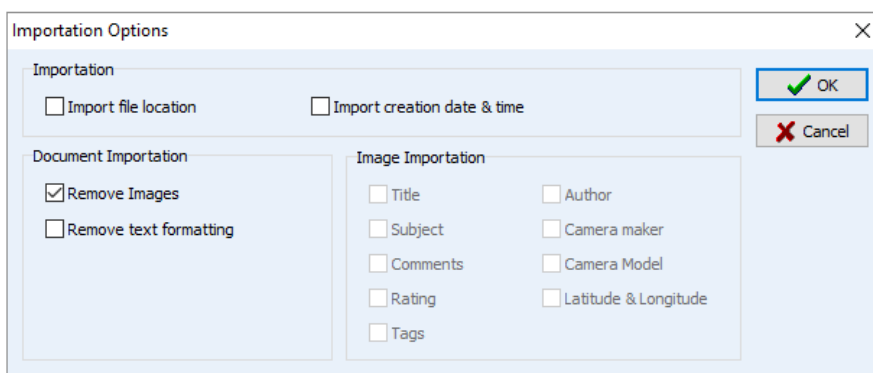 Importation Options
Importation
Import file location
Import creation date & time
OK
Cancel
Document Importation
Remove Images
Remove text formatting
Image Importation
Title
Author
Subject
Camera maker
Comments
Camera Model
Rating
Latitude & Longitude
Tags